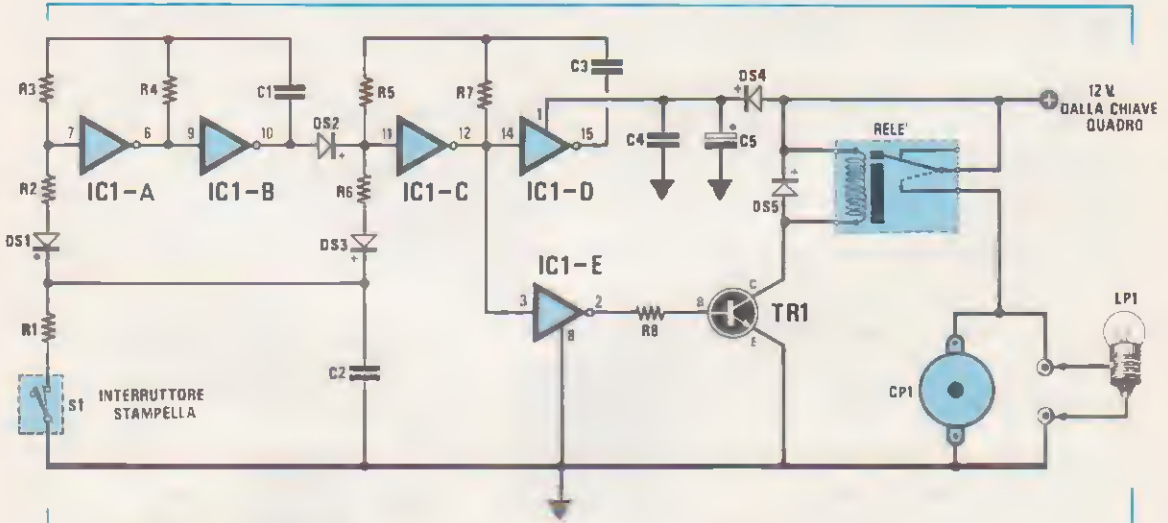 R3
R4
C1
DS2
R5
R7
C3
DS4
12 V.
DALLA CHIAVE
QUADRO
7
6
9
10
11
12
14
1
15
C4
C5
RELE'
R2
IC1-A
IC1-B
R6
IC1-C
IC1-D
DS5
DS1
DS3
IC1-E
R1
3
2
8
R8
B
C
E
TR1
LP1
S1
INTERRUTTORE
STAMPELLA
C2
CP1